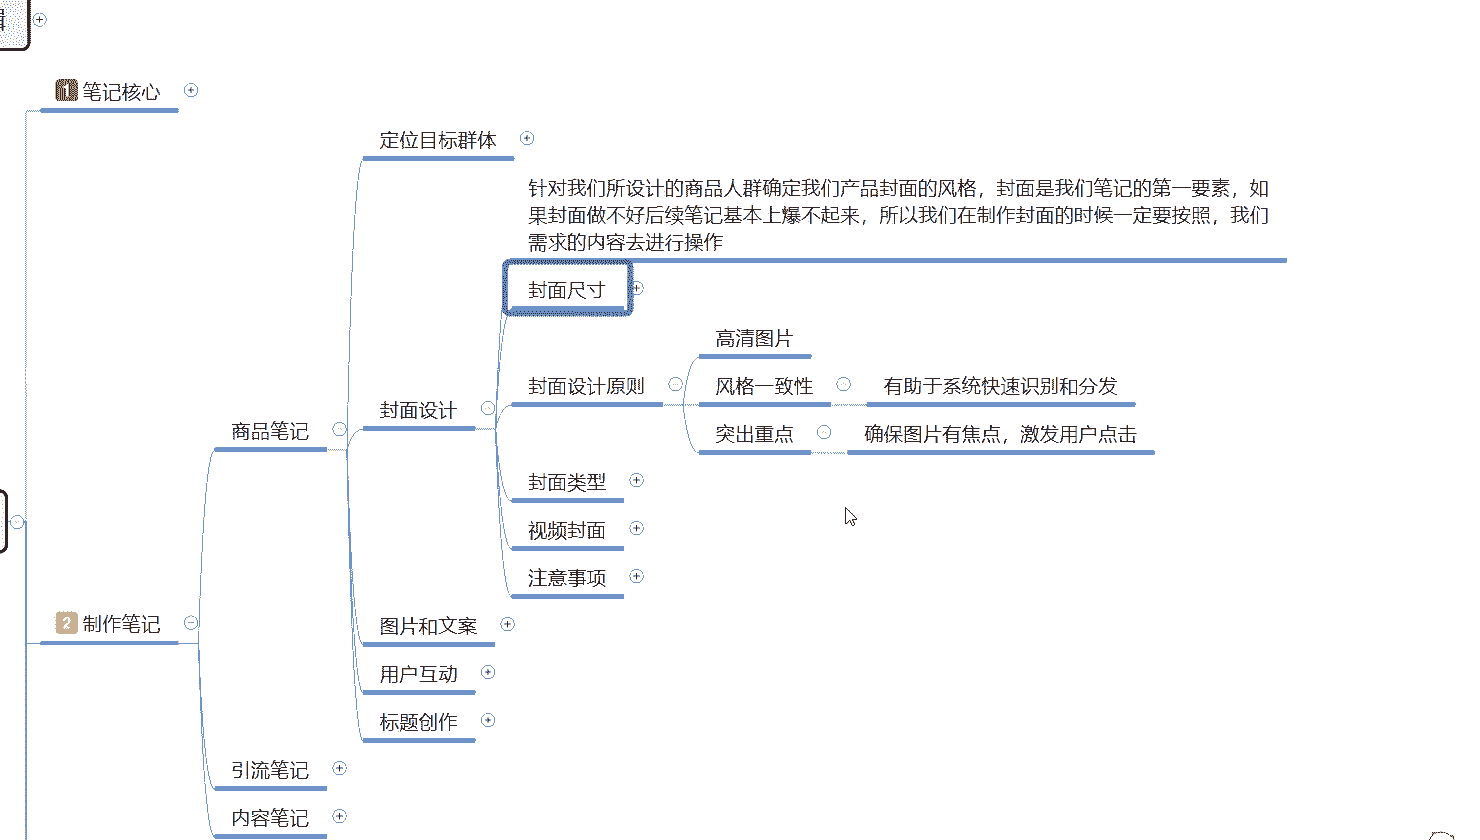 1 笔记核心
定位目标群体
针对我们所设计的商品人群确定我们产品封面的风格，封面是我们笔记的第一要素，如
果封面做不好后续笔记基本上爆不起来，所以我们在制作封面的时候一定要按照，我们
需求的内容去进行操作
封面尺寸
高清图片
封面设计原则
风格一致性
有助于系统快速识别和分发
封面设计
突出重点
确保图片有焦点，激发用户点击
商品笔记
封面类型
视频封面
注意事项
2 制作笔记
图片和文案
用户互动
标题创作
引流笔记
内容笔记